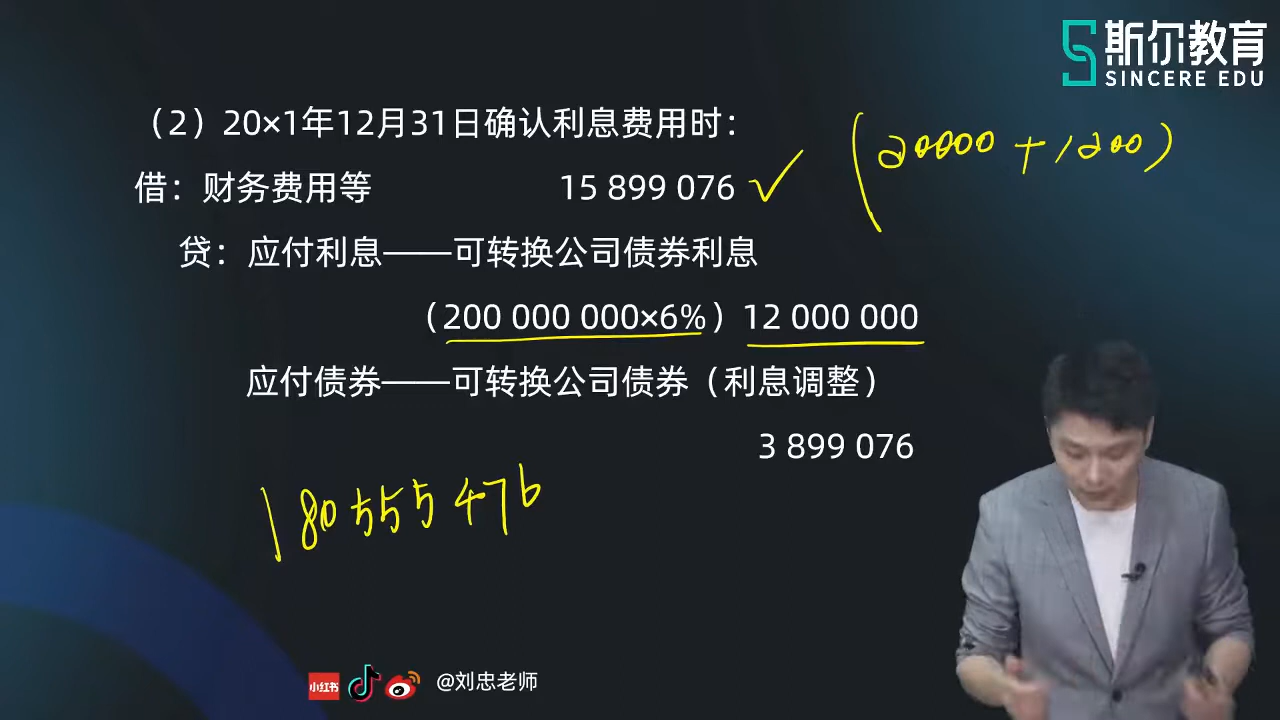 斯尔教育
SINCERE EDU
（2）20×1年12月31日确认利息费用时：
(20000+1200)
借：财务费用等 15 899 076
贷：应付利息——可转换公司债券利息
（200 000 000×6%）12 000 000
应付债券——可转换公司债券（利息调整）
3 899 076
180555476
小红书
@刘忠老师